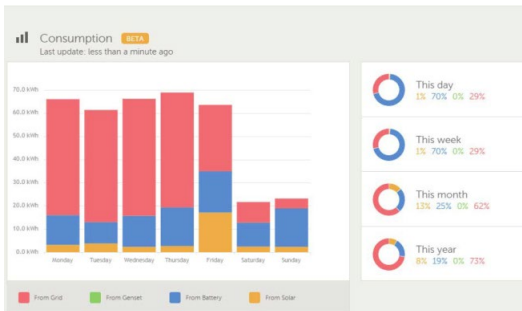 Consumption BETA
Last update: less than a minute ago
70.0 kWh
60.0 kWh
50.0 kWh
40.0 kWh
30.0 kWh
20.0 kWh
10.0 kWh
0.0 kWh
Monday Tuesday Wednesday Thursday Friday Saturday Sunday
From Grid From Genset From Battery From Solar
This day
1% 70% 0% 29%
This week
1% 70% 0% 29%
This month
13% 25% 0% 62%
This year
8% 19% 0% 73%